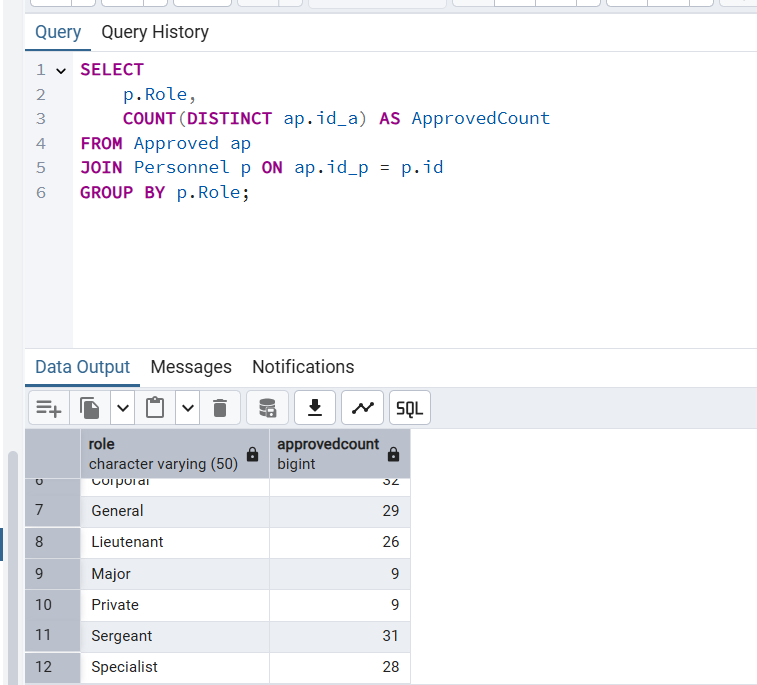 Query Query History
1 SELECT
2 p.Role,
3 COUNT(DISTINCT ap.id_a) AS ApprovedCount
4 FROM Approved ap
5 JOIN Personnel p ON ap.id_p = p.id
6 GROUP BY p.Role;
Data Output Messages Notifications
SQL
role approvedcount
character varying (50) bigint
6 Corporal 32
7 General 29
8 Lieutenant 26
9 Major 9
10 Private 9
11 Sergeant 31
12 Specialist 28